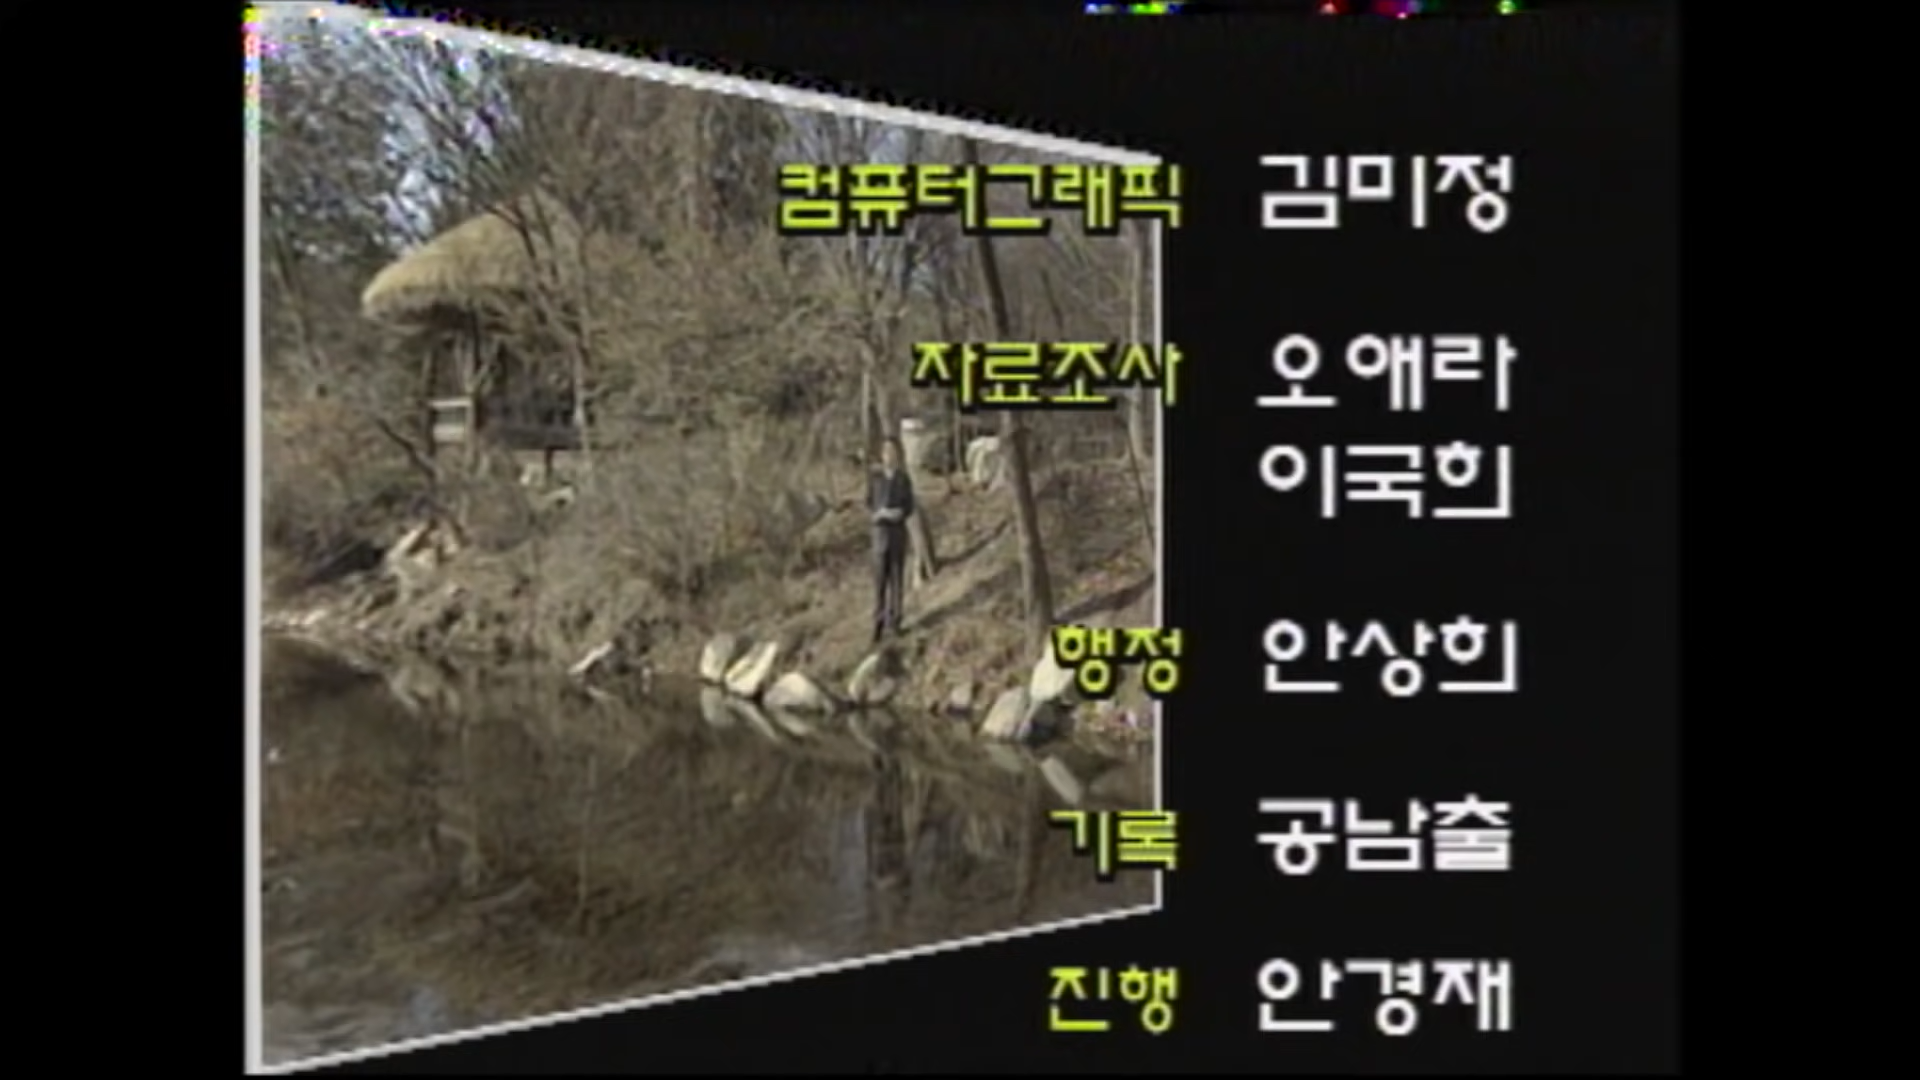 컴퓨터그래픽 김미정
자료조사 오애라
이국희
행정 안상희
기록 공남출
진행 안경재